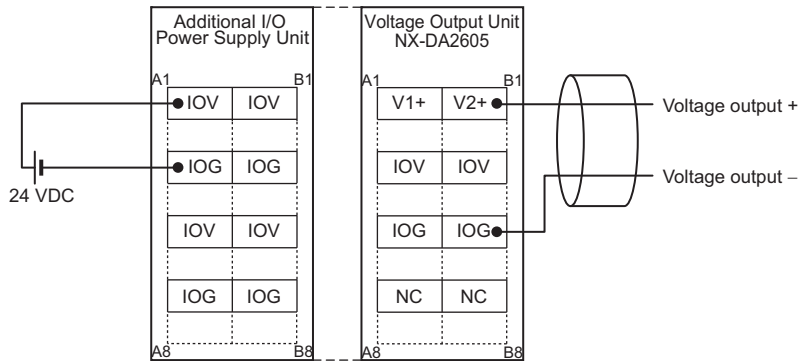 Additional I/O
Power Supply Unit
Voltage Output Unit
NX-DA2605
A1 B1 A1 B1
IOV IOV V1+ V2+ Voltage output +
IOG IOG IOV IOV Voltage output −
24 VDC
IOV IOV IOG IOG
IOG IOG NC NC
A8 B8 A8 B8